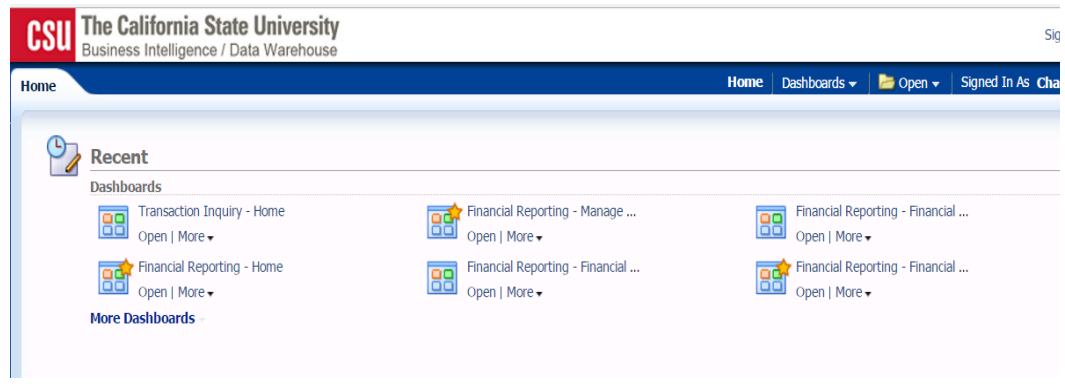 CSU The California State University
Business Intelligence / Data Warehouse
Sig
Home
Home Dashboards Open Signed In As Cha
Recent
Dashboards
Transaction Inquiry - Home
Open | More
Financial Reporting - Manage ...
Open | More
Financial Reporting - Financial ...
Open | More
Financial Reporting - Home
Open | More
Financial Reporting - Financial ...
Open | More
Financial Reporting - Financial ...
Open | More
More Dashboards